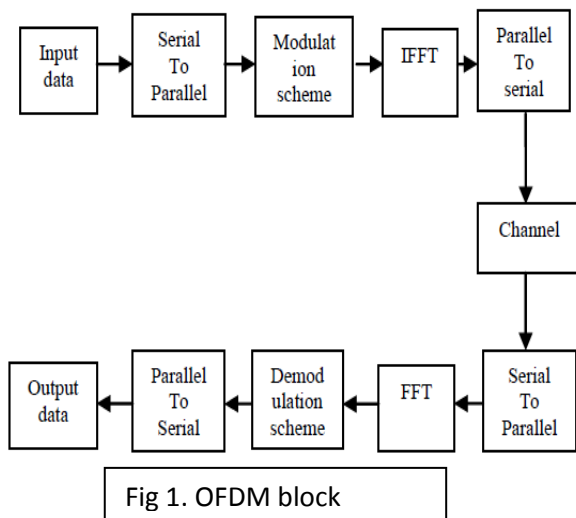 Input
data
Serial
To
Parallel
Modulat
ion
scheme
IFFT
Parallel
To
serial
Channel
Serial
To
Parallel
FFT
Demod
ulation
scheme
Parallel
To
Serial
Output
data
Fig 1. OFDM block